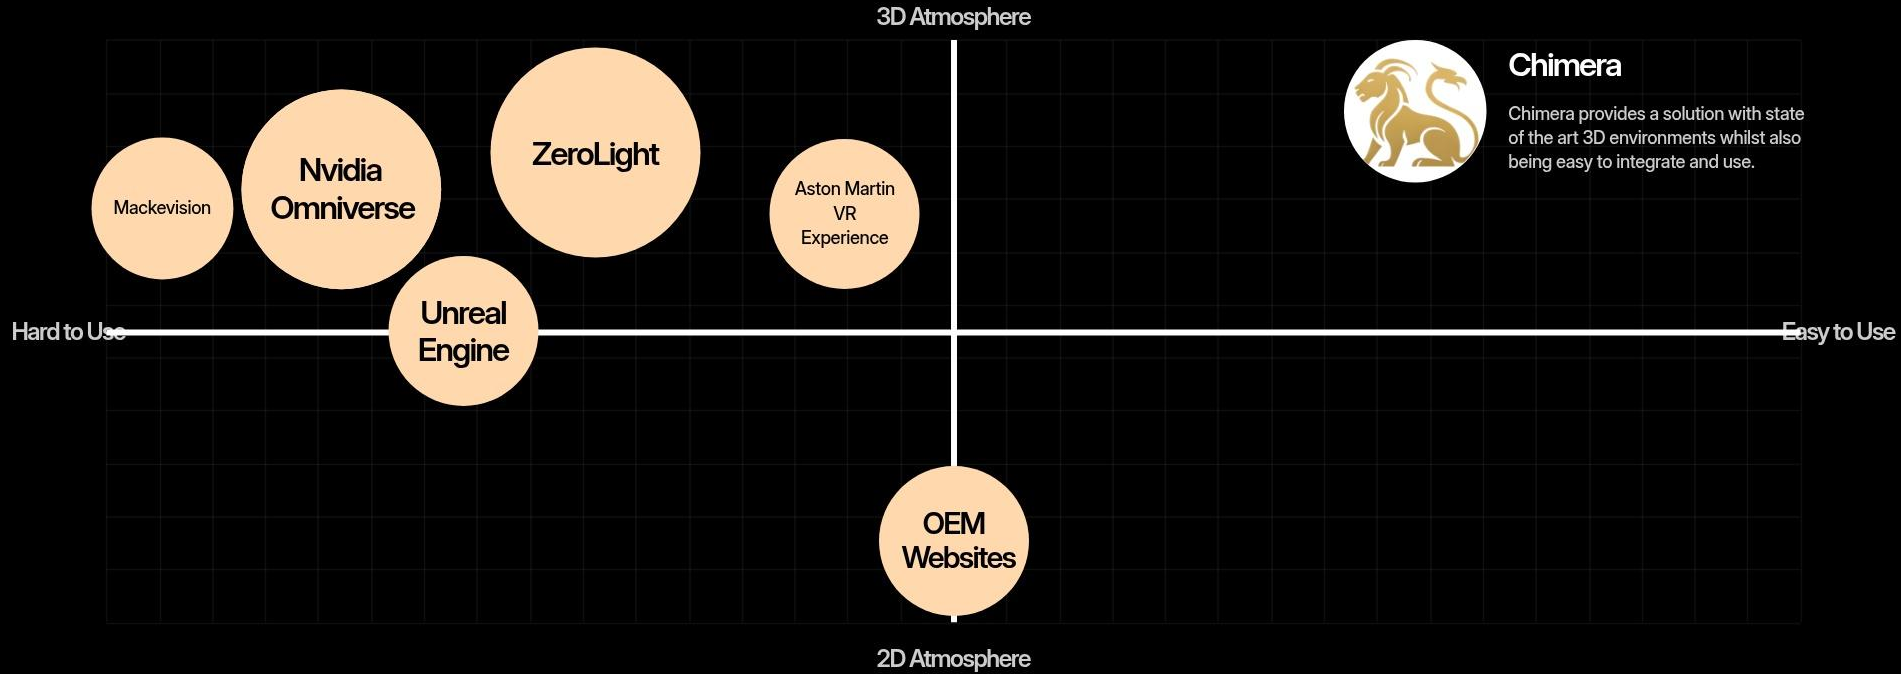 3D Atmosphere
Chimera
Chimera provides a solution with state
of the art 3D environments whilst also
being easy to integrate and use.
Mackevision
Nvidia
Omniverse
ZeroLight
Aston Martin
VR
Experience
Unreal
Engine
Hard to Use
Easy to Use
OEM
Websites
2D Atmosphere